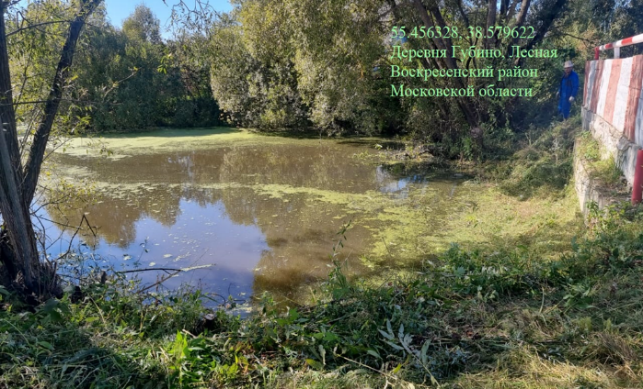 55.456328, 38.579622
Деревня Губино, Лесная
Воскресенский район
Московской области